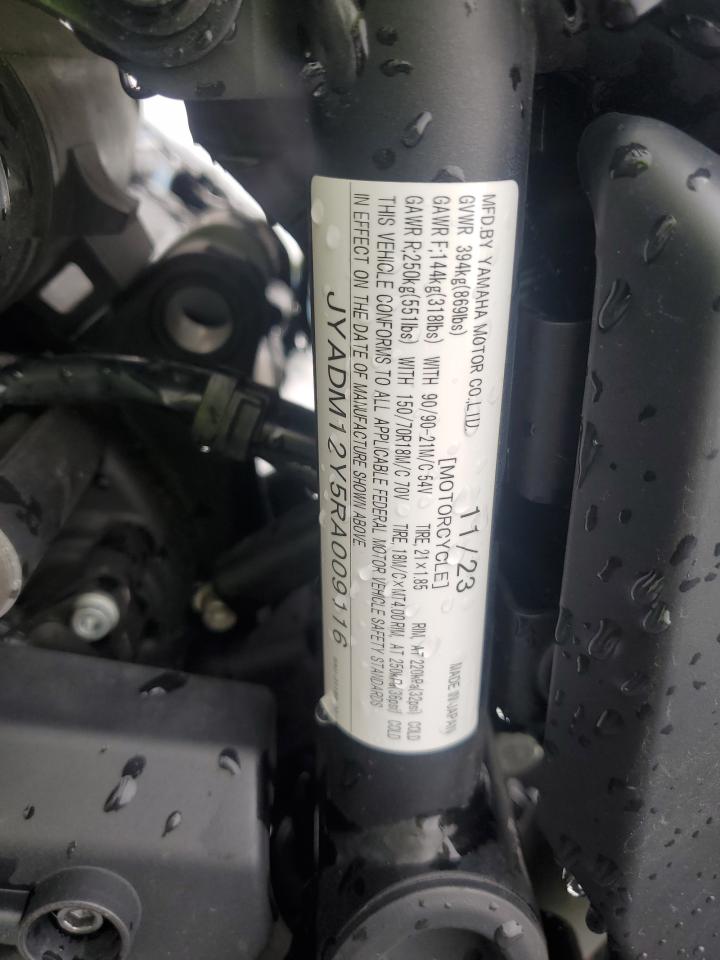 MFD.BY YAMAHA MOTOR CO.,LTD. 11/23 MADE IN JAPAN
GVWR 394kg(869lbs) [MOTORCYCLE]
GAWR F;144kg(318lbs) WITH 90/90-21M/C 54V TIRE, 21×1.85 RIM, AT 220kPa(32psi) COLD
GAWR R;250kg(551lbs) WITH 150/70R18M/C 70V TIRE, 18M/C×MT4.00 RIM, AT 250kPa(36psi) COLD
THIS VEHICLE CONFORMS TO ALL APPLICABLE FEDERAL MOTOR VEHICLE SAFETY STANDARDS
IN EFFECT ON THE DATE OF MANUFACTURE SHOWN ABOVE
JYADM12Y5RA009116